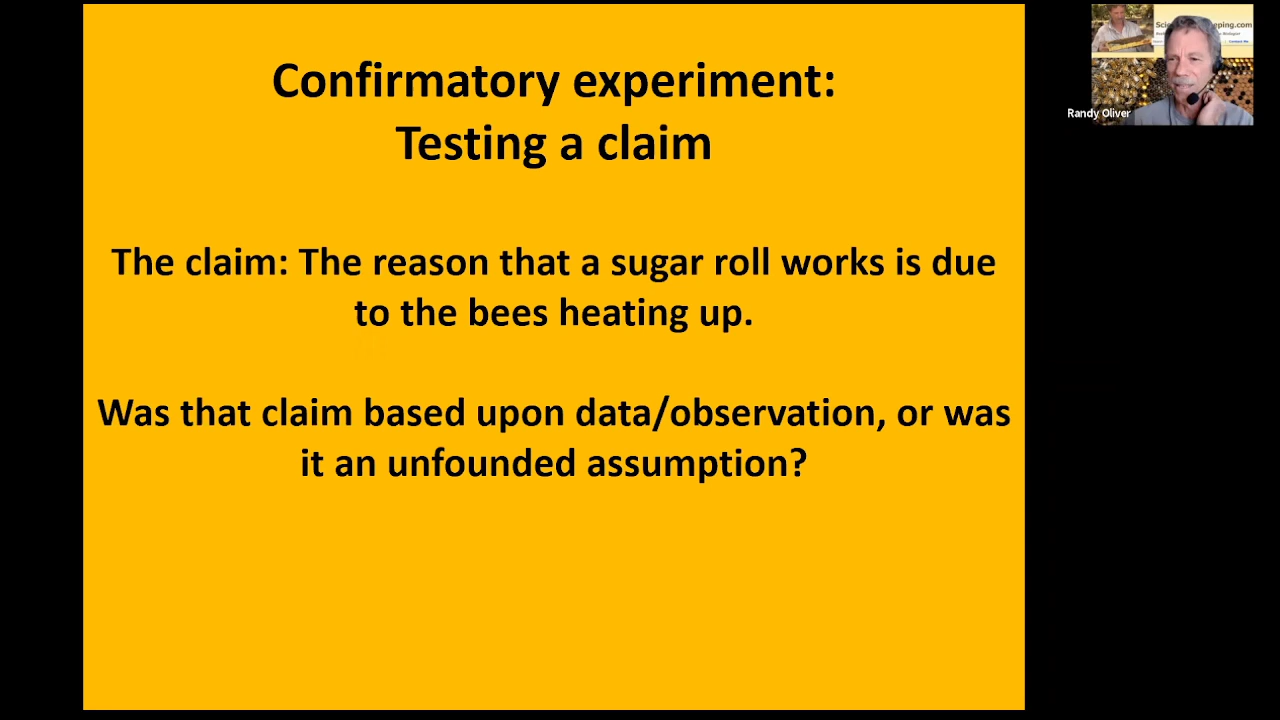 Confirmatory experiment:
Testing a claim
The claim: The reason that a sugar roll works is due
to the bees heating up.
Was that claim based upon data/observation, or was
it an unfounded assumption?
Randy Oliver